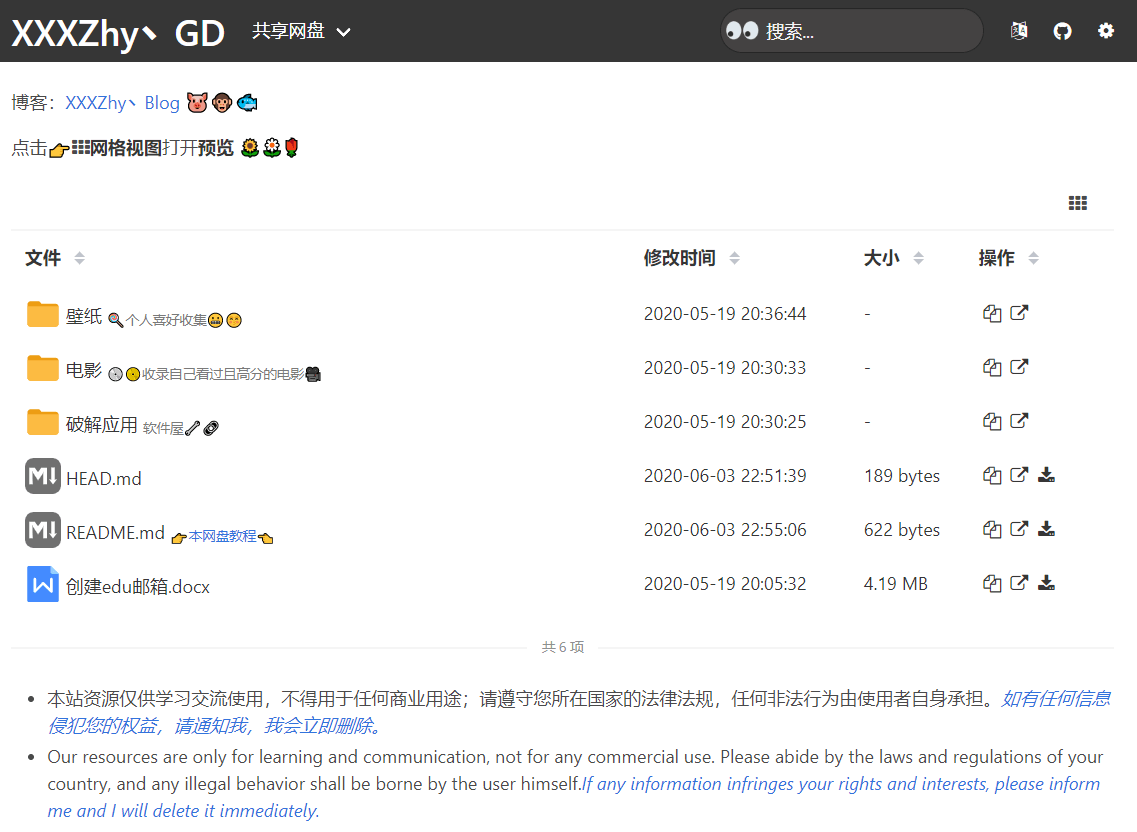 XXXZhy丶 GD 共享网盘 👀 搜索...
博客：XXXZhy丶 Blog 🐷🐵🐟
点击👉网格视图打开预览 🌻🌼🌹
文件 修改时间 大小 操作
壁纸 🍭个人喜好收集😬😁 2020-05-19 20:36:44 -
电影 💿📀收录自己看过且高分的电影🎥 2020-05-19 20:30:33 -
破解应用 软件屋🦴🔗 2020-05-19 20:30:25 -
HEAD.md 2020-06-03 22:51:39 189 bytes
README.md 👉本网盘教程👈 2020-06-03 22:55:06 622 bytes
创建edu邮箱.docx 2020-05-19 20:05:32 4.19 MB
共 6 项
• 本站资源仅供学习交流使用，不得用于任何商业用途；请遵守您所在国家的法律法规，任何非法行为由使用者自身承担。如有任何信息
侵犯您的权益，请通知我，我会立即删除。
• Our resources are only for learning and communication, not for any commercial use. Please abide by the laws and regulations of your
country, and any illegal behavior shall be borne by the user himself.If any information infringes your rights and interests, please inform
me and I will delete it immediately.